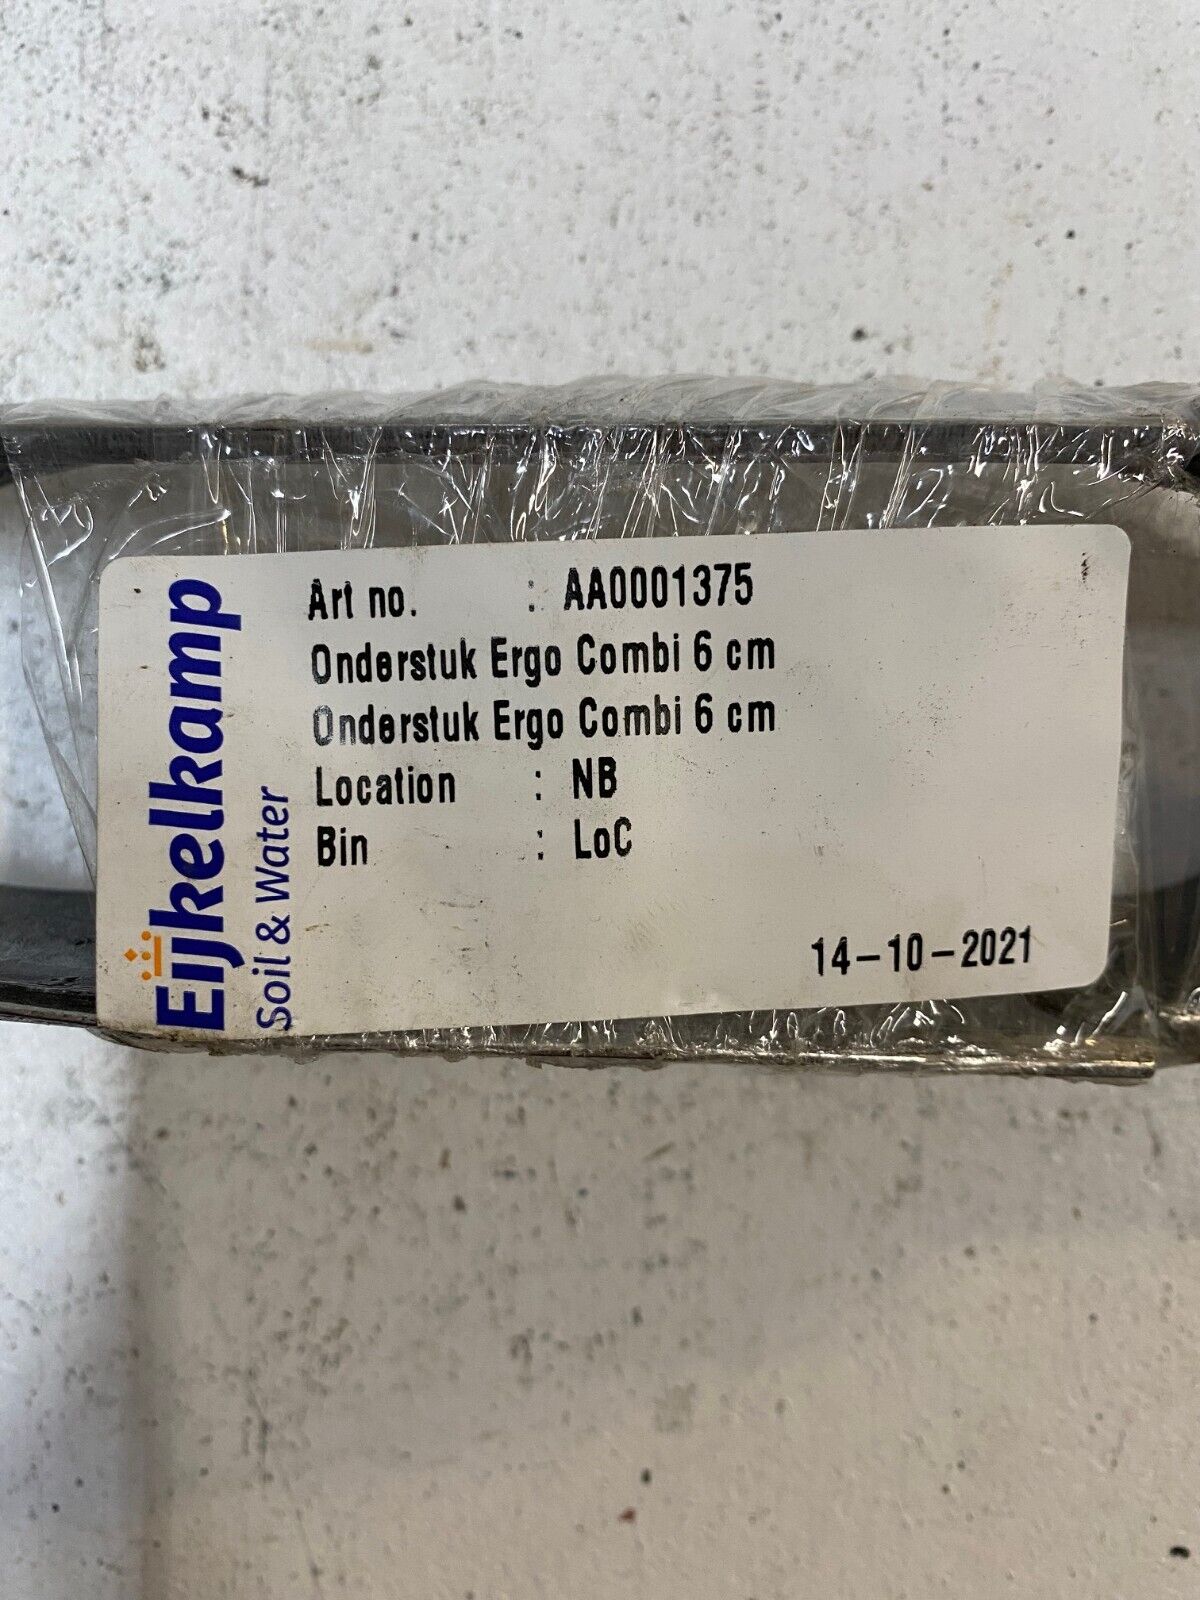 Eijkelkamp
Soil & Water
Art no. : AA0001375
Onderstuk Ergo Combi 6 cm
Onderstuk Ergo Combi 6 cm
Location : NB
Bin : LoC
14-10-2021